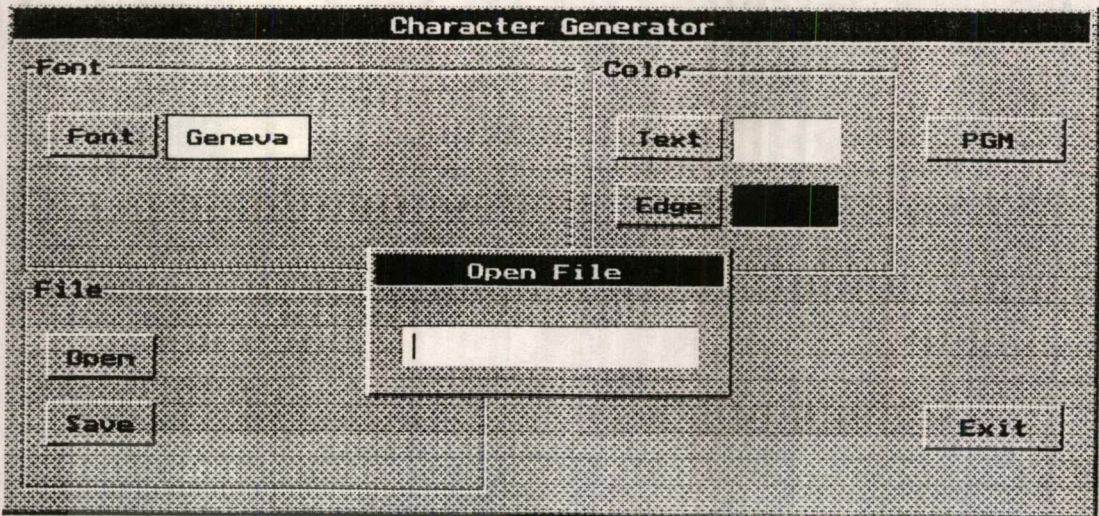 Character Generator
Font
Color
Font Geneva
Text
PGM
Edge
Open File
File
Open
Save
Exit